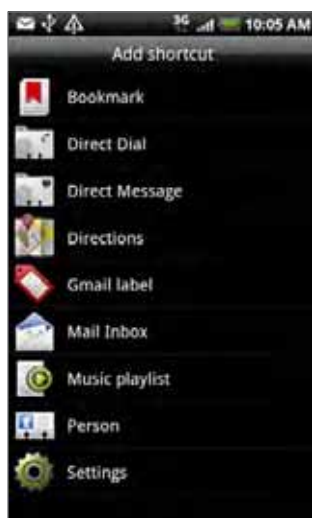 3G 10:05 AM
Add shortcut
Bookmark
Direct Dial
Direct Message
Directions
Gmail label
Mail Inbox
Music playlist
Person
Settings